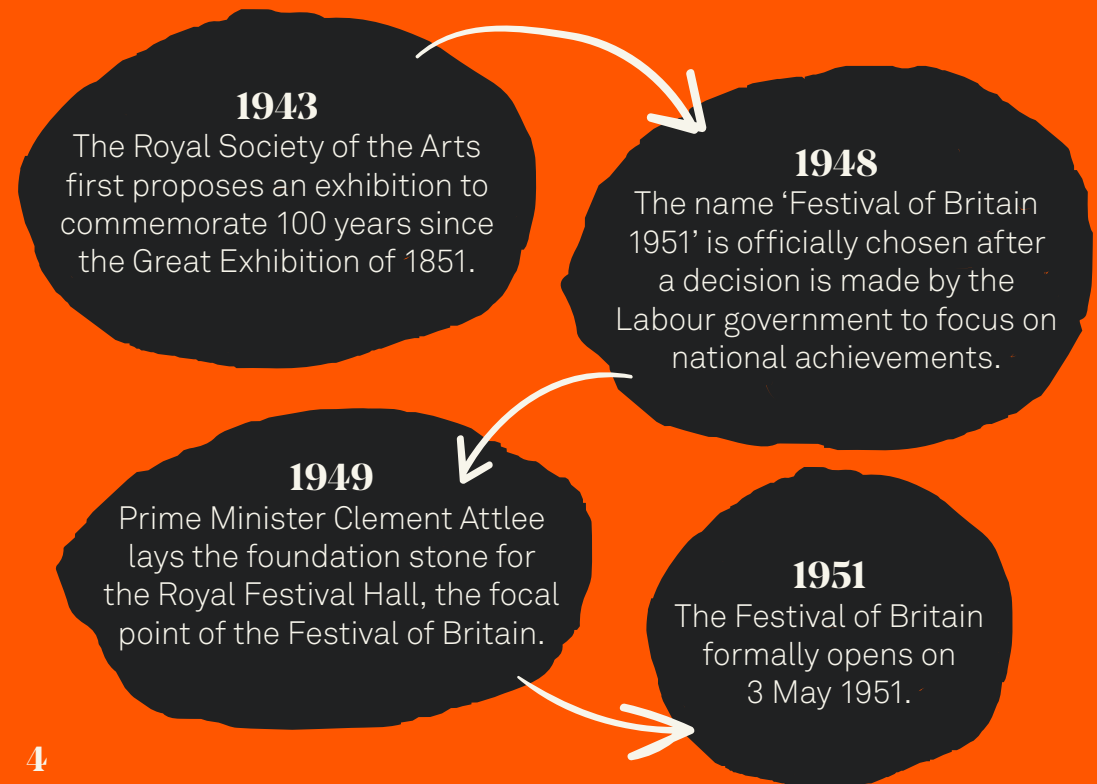 1943
The Royal Society of the Arts
first proposes an exhibition to
commemorate 100 years since
the Great Exhibition of 1851.
1948
The name ‘Festival of Britain
1951’ is officially chosen after
a decision is made by the
Labour government to focus on
national achievements.
1949
Prime Minister Clement Attlee
lays the foundation stone for
the Royal Festival Hall, the focal
point of the Festival of Britain.
1951
The Festival of Britain
formally opens on
3 May 1951.
4